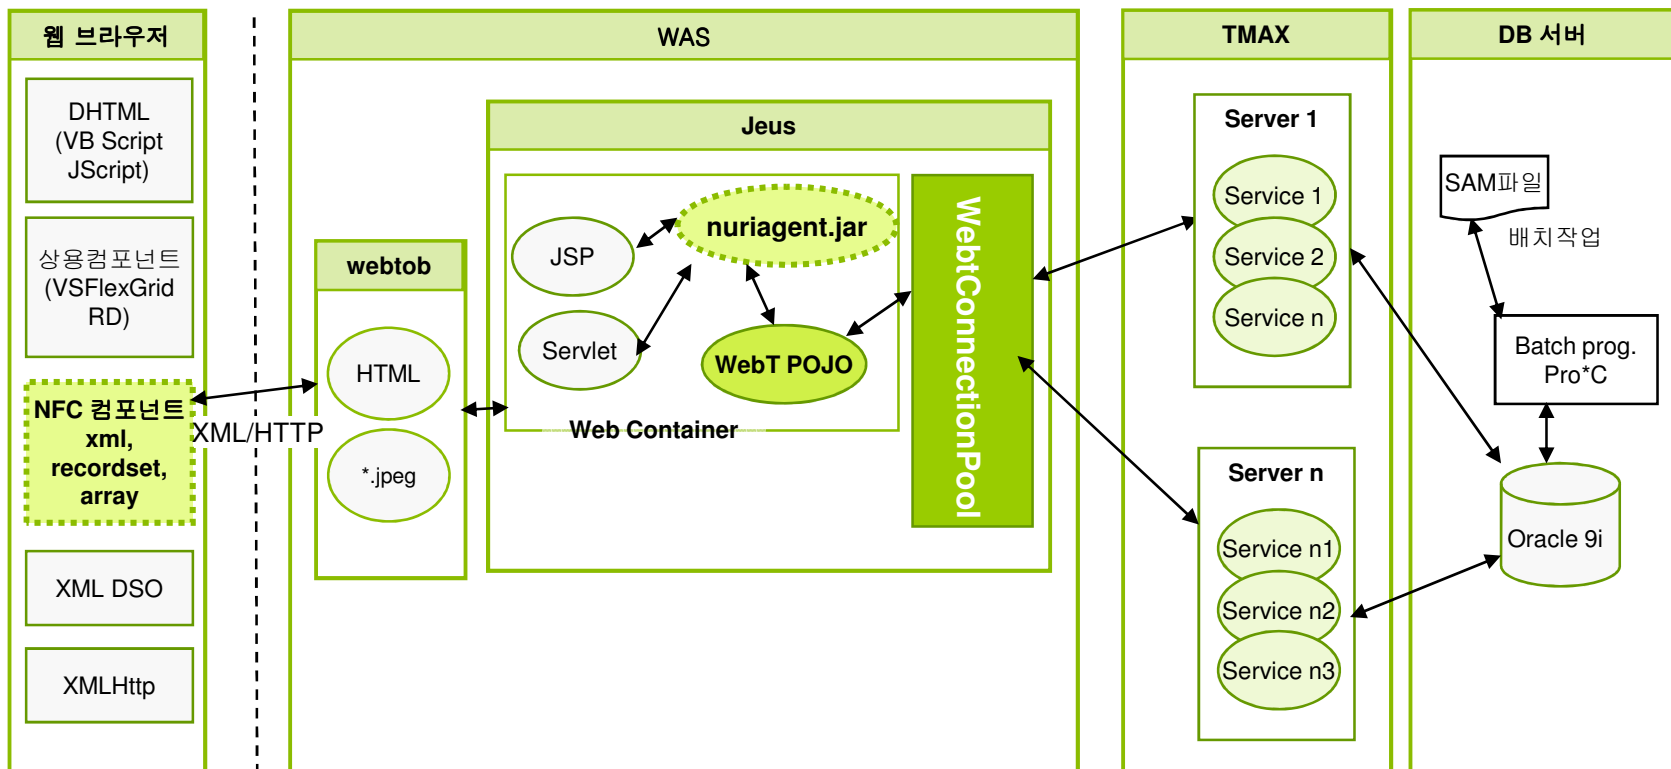 웹 브라우저
DHTML
(VB Script
JScript)
상용컴포넌트
(VSFlexGrid
RD)
NFC 컴포넌트
xml,
recordset,
array
XML DSO
XMLHttp
XML/HTTP
WAS
webtob
HTML
*.jpeg
Jeus
JSP
Servlet
nuriagent.jar
WebT POJO
Web Container
WebtConnectionPool
TMAX
Server 1
Service 1
Service 2
Service n
Server n
Service n1
Service n2
Service n3
DB 서버
SAM파일
배치작업
Batch prog.
Pro*C
Oracle 9i